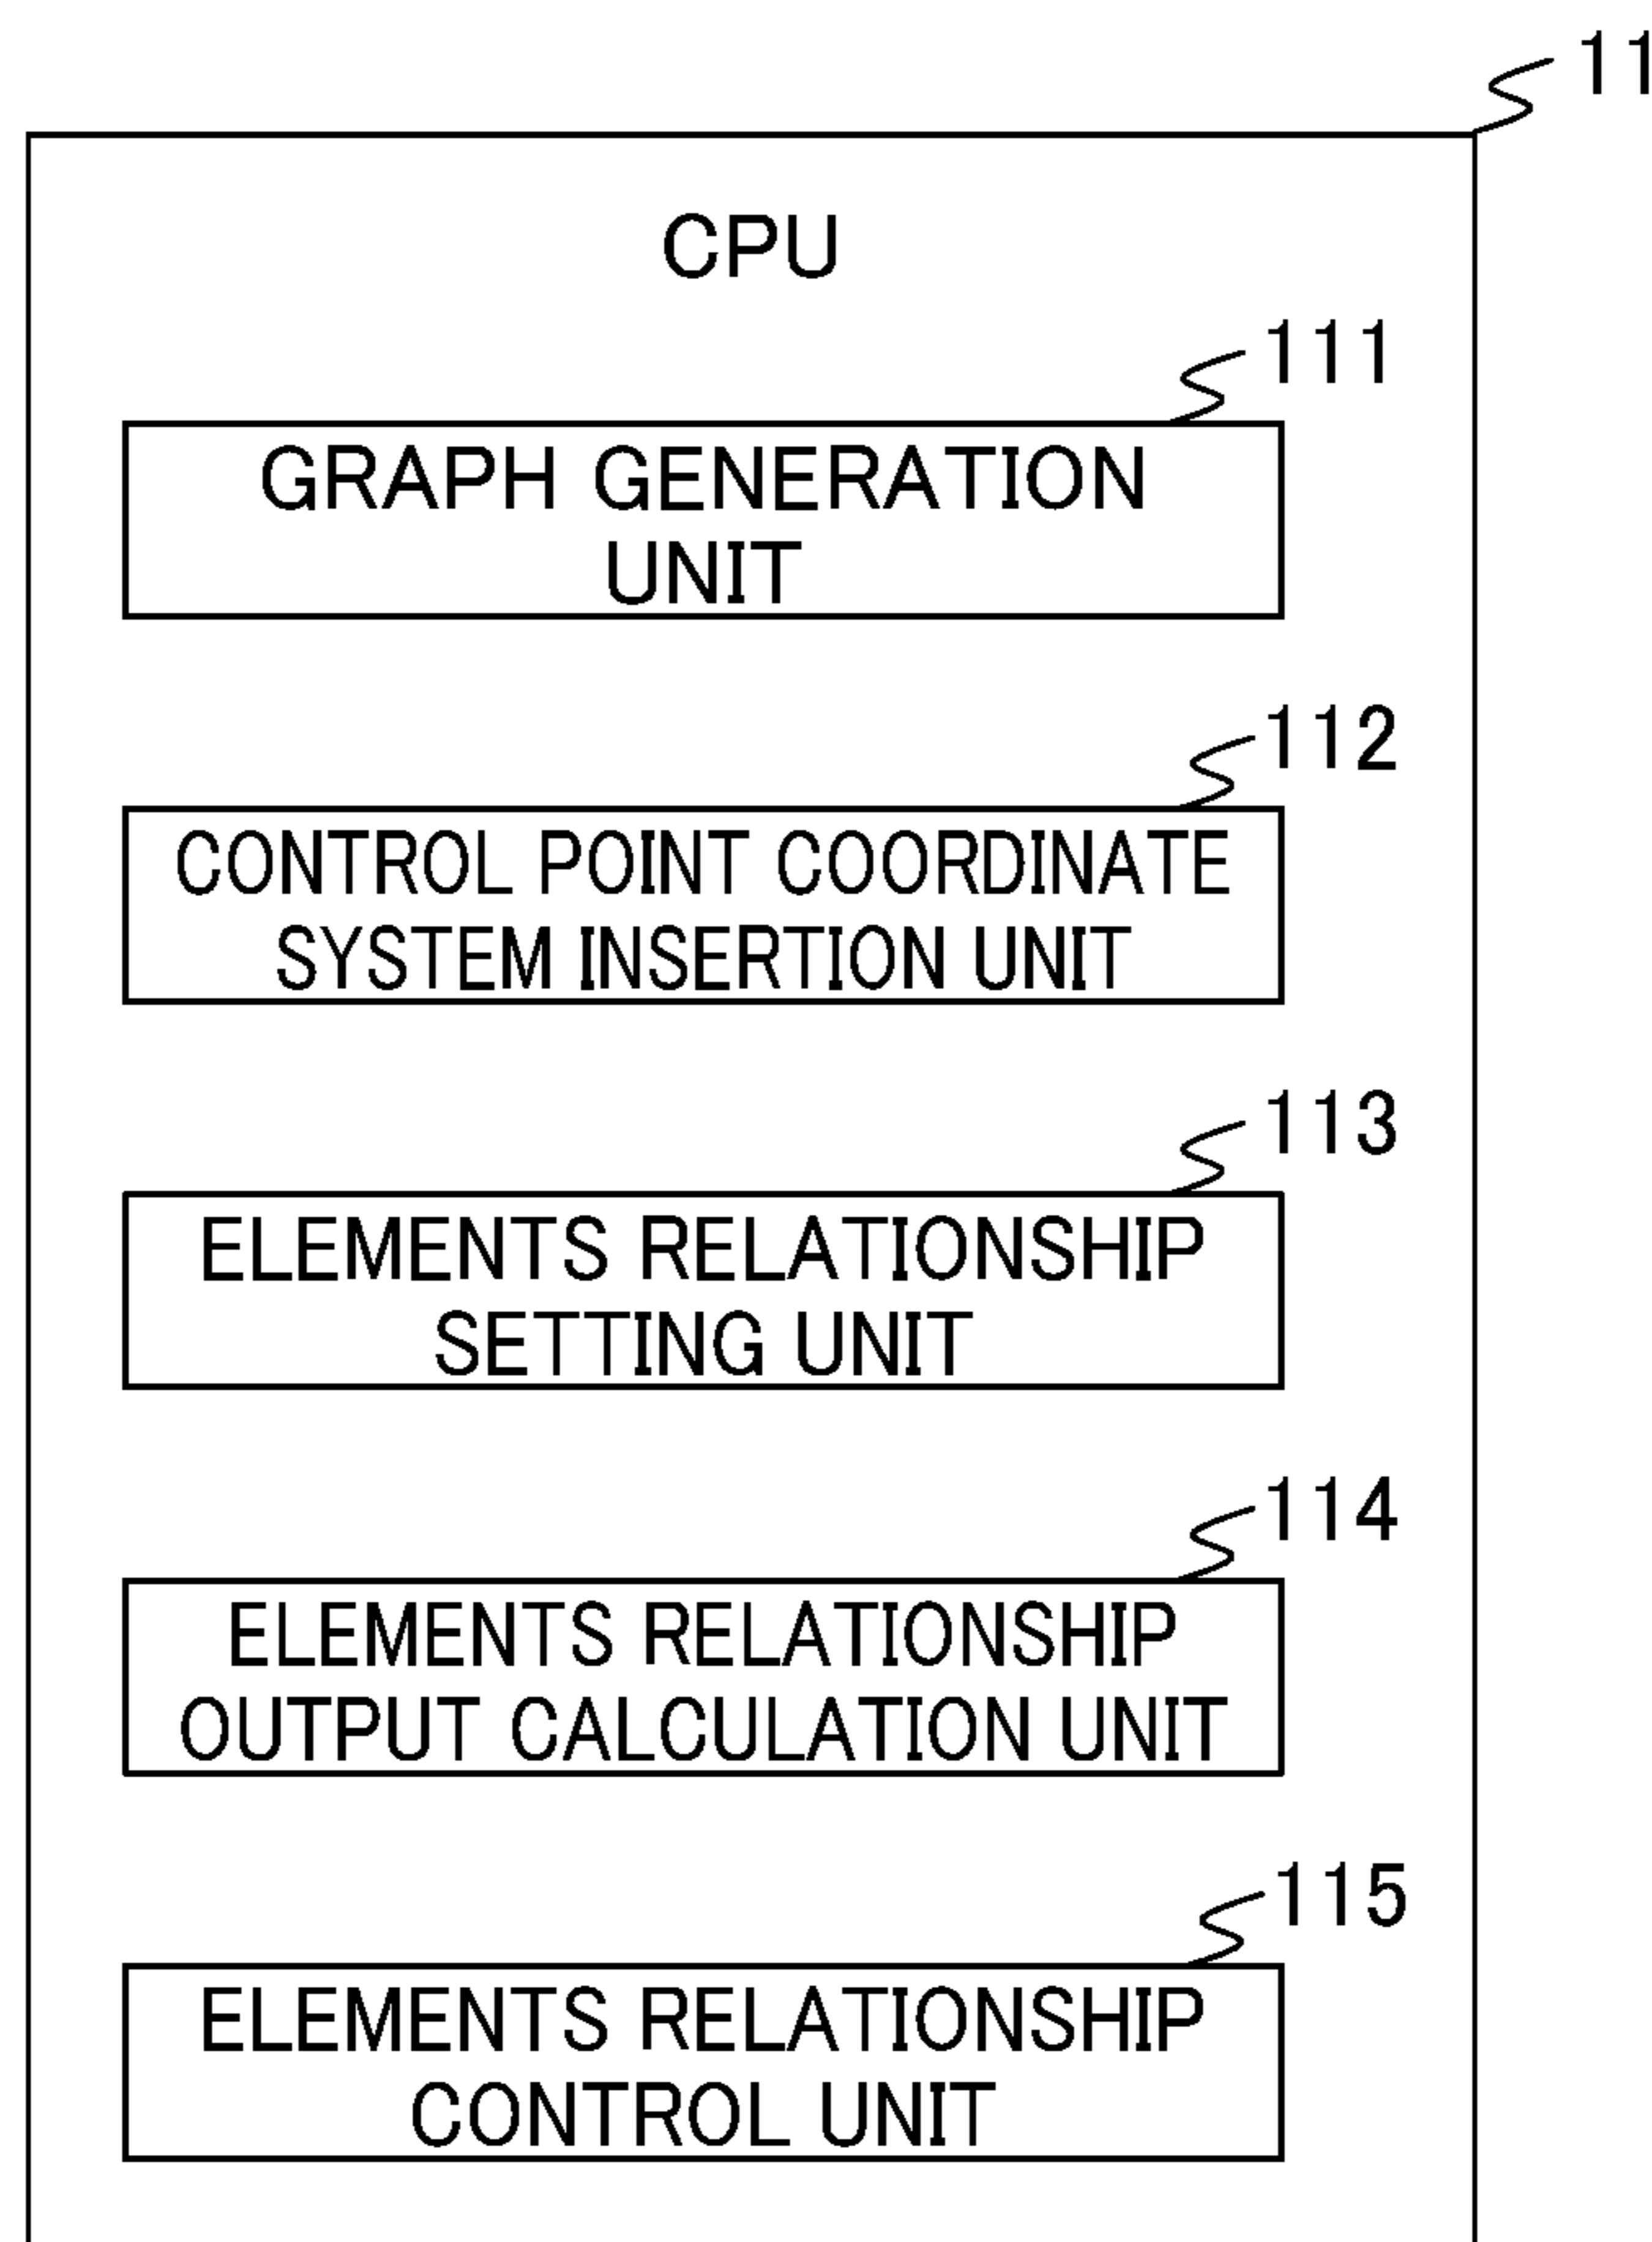 11
CPU
111
GRAPH GENERATION
UNIT
112
CONTROL POINT COORDINATE
SYSTEM INSERTION UNIT
113
ELEMENTS RELATIONSHIP
SETTING UNIT
114
ELEMENTS RELATIONSHIP
OUTPUT CALCULATION UNIT
115
ELEMENTS RELATIONSHIP
CONTROL UNIT